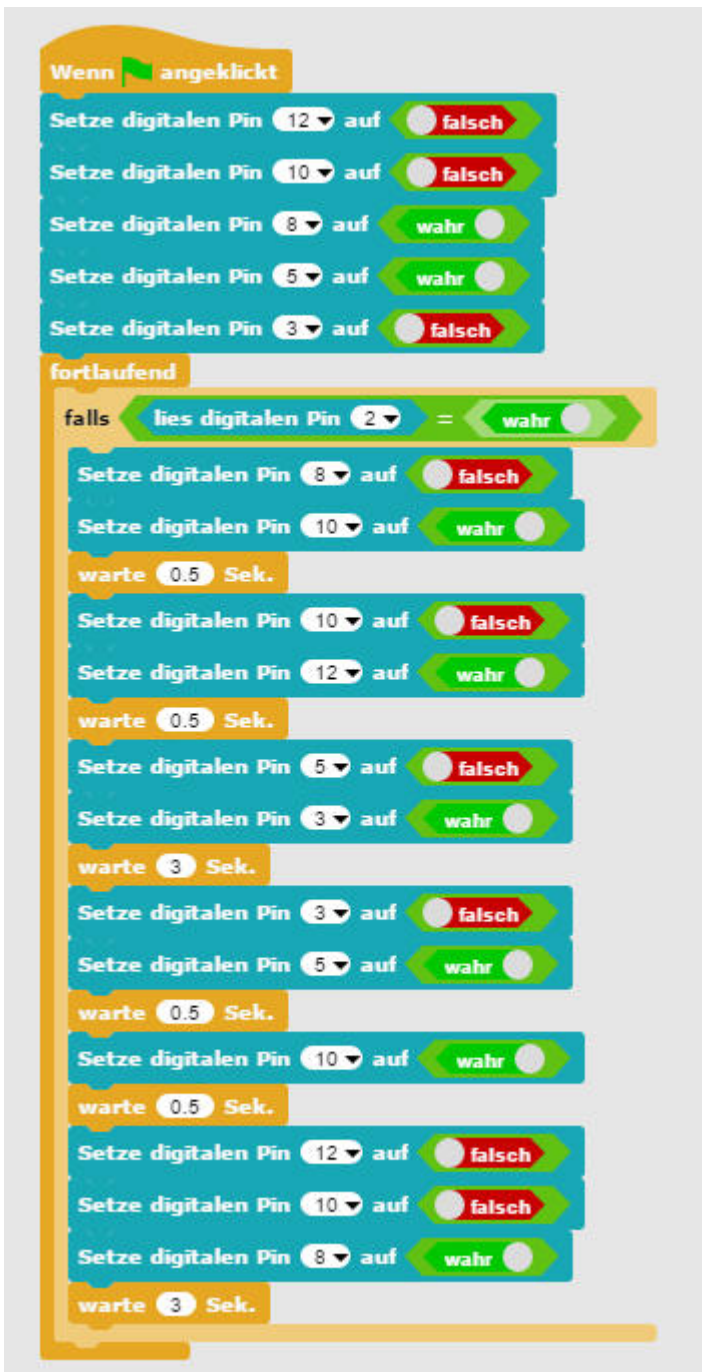 Wenn angeklickt
Setze digitalen Pin 12 auf falsch
Setze digitalen Pin 10 auf falsch
Setze digitalen Pin 8 auf wahr
Setze digitalen Pin 5 auf wahr
Setze digitalen Pin 3 auf falsch
fortlaufend
falls lies digitalen Pin 2 = wahr
Setze digitalen Pin 8 auf falsch
Setze digitalen Pin 10 auf wahr
warte 0.5 Sek.
Setze digitalen Pin 10 auf falsch
Setze digitalen Pin 12 auf wahr
warte 0.5 Sek.
Setze digitalen Pin 5 auf falsch
Setze digitalen Pin 3 auf wahr
warte 3 Sek.
Setze digitalen Pin 3 auf falsch
Setze digitalen Pin 5 auf wahr
warte 0.5 Sek.
Setze digitalen Pin 10 auf wahr
warte 0.5 Sek.
Setze digitalen Pin 12 auf falsch
Setze digitalen Pin 10 auf falsch
Setze digitalen Pin 8 auf wahr
warte 3 Sek.